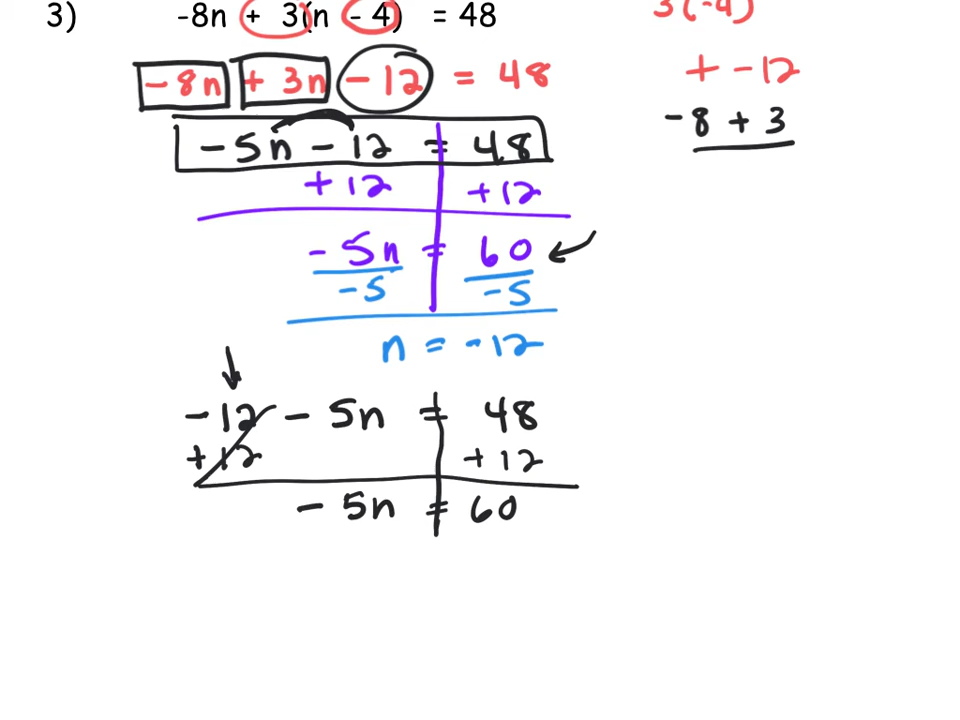 3) -8n + 3(n - 4) = 48
3(-4)
-8n + 3n -12 = 48
+ -12
-8 + 3
-5n - 12 = 48
+12 +12
-5n = 60
-5 -5
n = -12
-12 - 5n = 48
+12 +12
-5n = 60